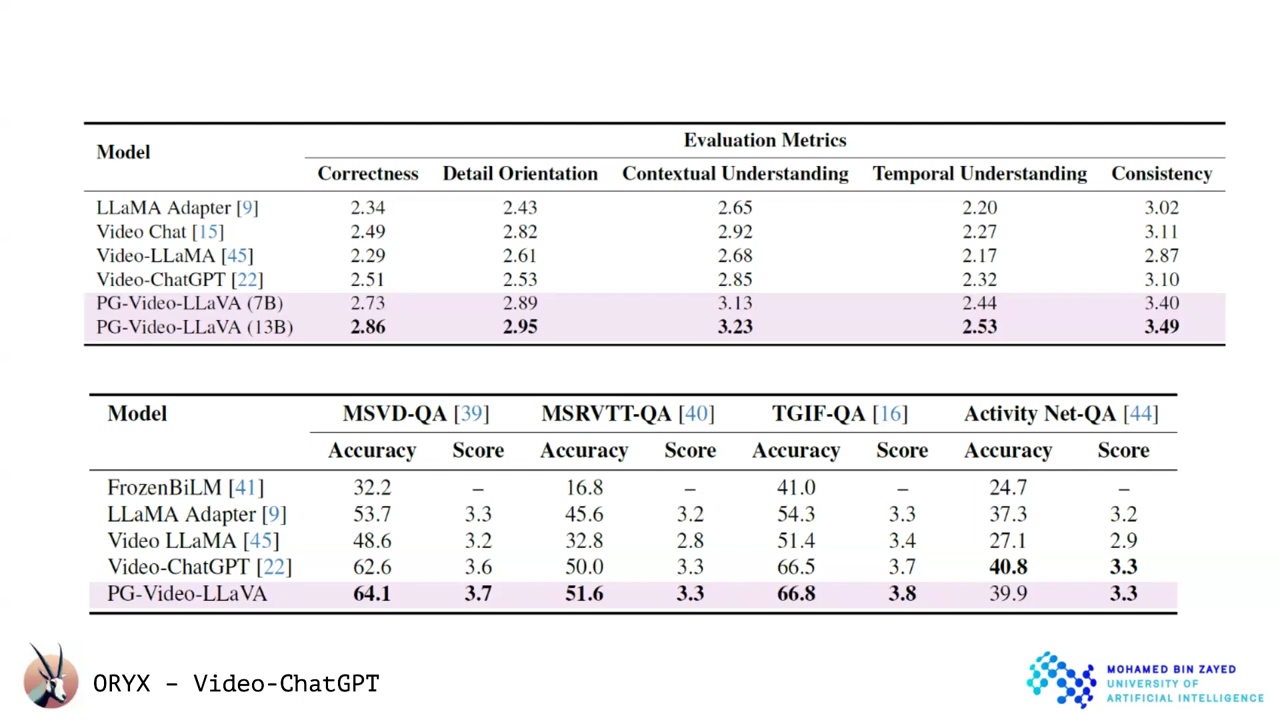 Model Evaluation Metrics
Correctness Detail Orientation Contextual Understanding Temporal Understanding Consistency
LLaMA Adapter [9] 2.34 2.43 2.65 2.20 3.02
Video Chat [15] 2.49 2.82 2.92 2.27 3.11
Video-LLaMA [45] 2.29 2.61 2.68 2.17 2.87
Video-ChatGPT [22] 2.51 2.53 2.85 2.32 3.10
PG-Video-LLaVA (7B) 2.73 2.89 3.13 2.44 3.40
PG-Video-LLaVA (13B) 2.86 2.95 3.23 2.53 3.49
Model MSVD-QA [39] MSRVTT-QA [40] TGIF-QA [16] Activity Net-QA [44]
Accuracy Score Accuracy Score Accuracy Score Accuracy Score
FrozenBiLM [41] 32.2 – 16.8 – 41.0 – 24.7 –
LLaMA Adapter [9] 53.7 3.3 45.6 3.2 54.3 3.3 37.3 3.2
Video LLaMA [45] 48.6 3.2 32.8 2.8 51.4 3.4 27.1 2.9
Video-ChatGPT [22] 62.6 3.6 50.0 3.3 66.5 3.7 40.8 3.3
PG-Video-LLaVA 64.1 3.7 51.6 3.3 66.8 3.8 39.9 3.3
ORYX – Video-ChatGPT
MOHAMED BIN ZAYED
UNIVERSITY OF
ARTIFICIAL INTELLIGENCE